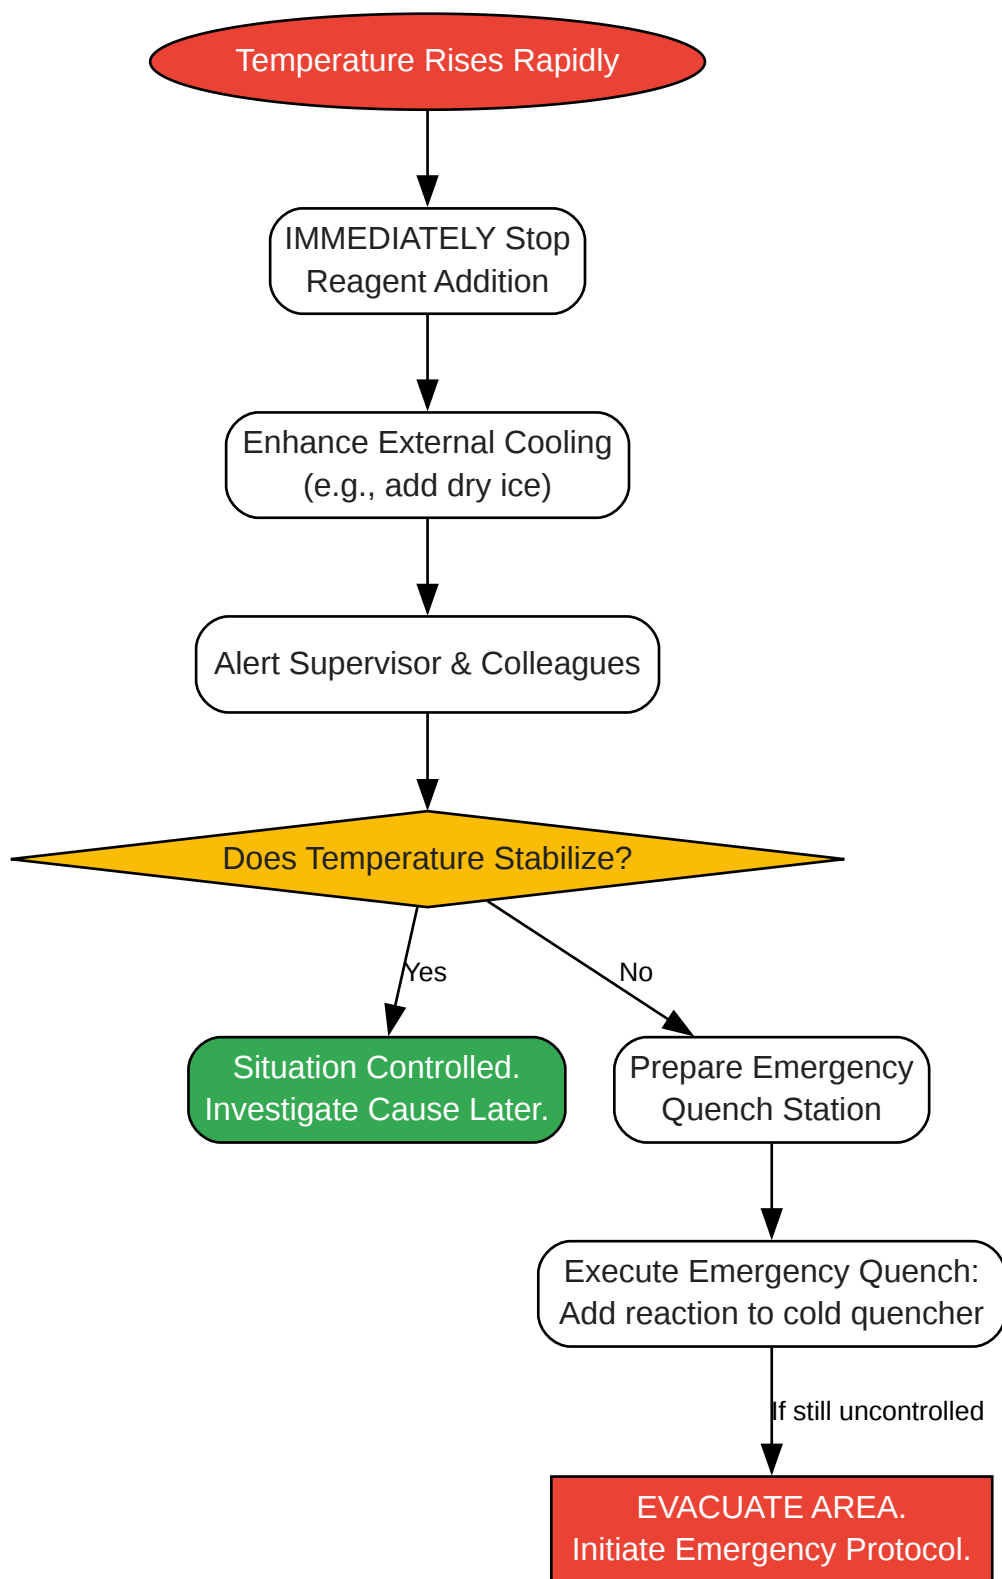 Temperature Rises Rapidly
IMMEDIATELY Stop
Reagent Addition
Enhance External Cooling
(e.g., add dry ice)
Alert Supervisor & Colleagues
Does Temperature Stabilize?
Yes
No
Situation Controlled.
Investigate Cause Later.
Prepare Emergency
Quench Station
Execute Emergency Quench:
Add reaction to cold quencher
If still uncontrolled
EVACUATE AREA.
Initiate Emergency Protocol.